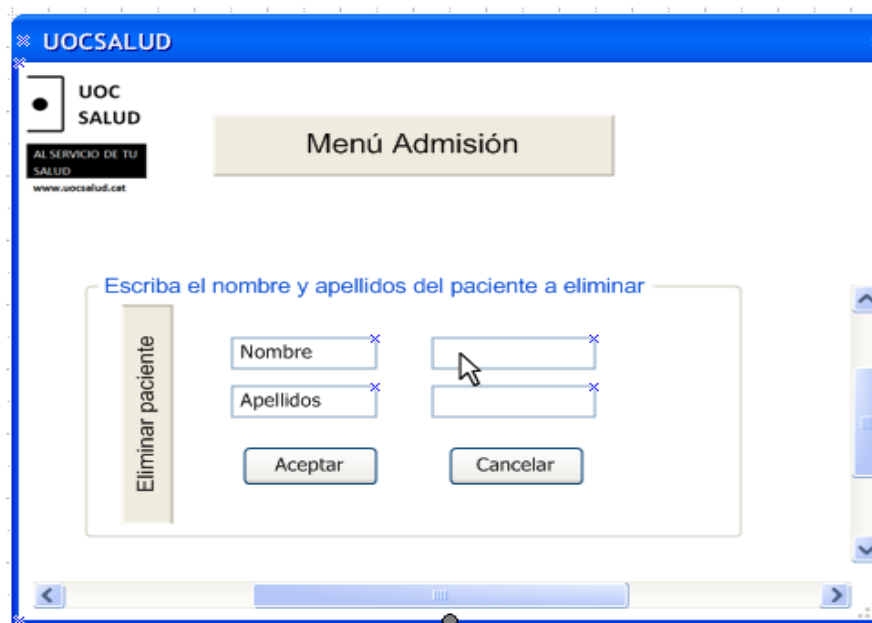 UOCSALUD
UOC
SALUD
AL SERVICIO DE TU
SALUD
www.uocsalud.cat
Menú Admisión
Escriba el nombre y apellidos del paciente a eliminar
Eliminar paciente
Nombre
Apellidos
Aceptar
Cancelar